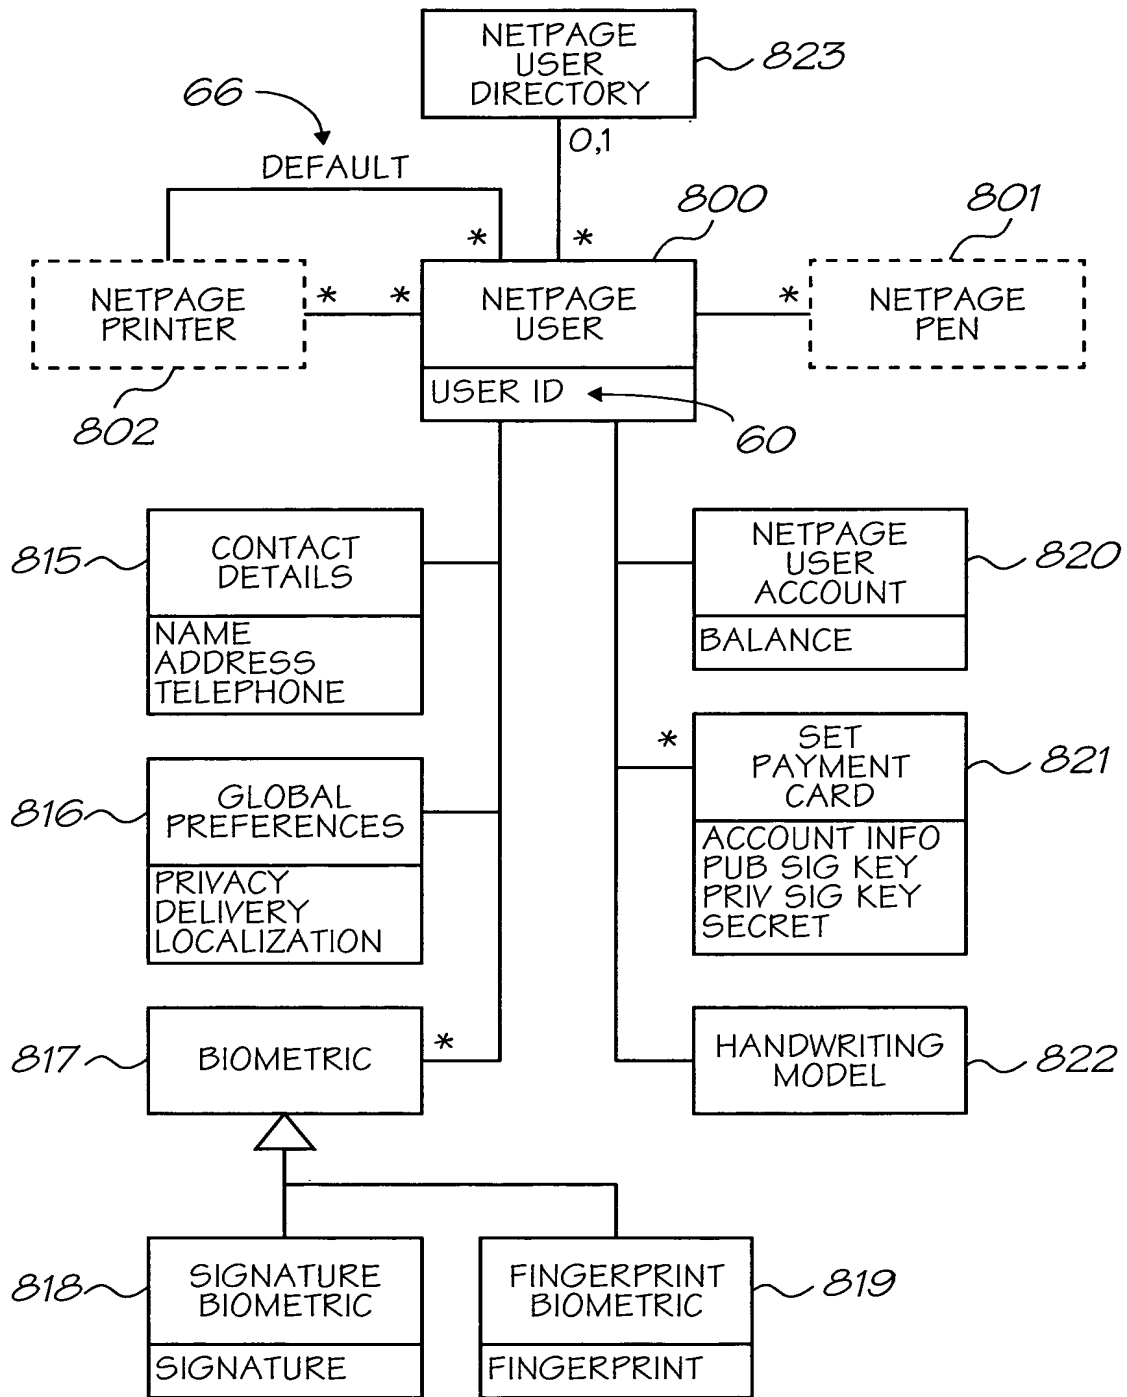 NETPAGE
USER
DIRECTORY
823
0,1
66
DEFAULT
*
*
800
801
NETPAGE
PRINTER
*
*
802
NETPAGE
USER
USER ID
60
*
NETPAGE
PEN
815
CONTACT
DETAILS
NAME
ADDRESS
TELEPHONE
NETPAGE
USER
ACCOUNT
BALANCE
820
816
GLOBAL
PREFERENCES
PRIVACY
DELIVERY
LOCALIZATION
*
SET
PAYMENT
CARD
ACCOUNT INFO
PUB SIG KEY
PRIV SIG KEY
SECRET
821
817
BIOMETRIC
*
HANDWRITING
MODEL
822
818
SIGNATURE
BIOMETRIC
SIGNATURE
FINGERPRINT
BIOMETRIC
FINGERPRINT
819